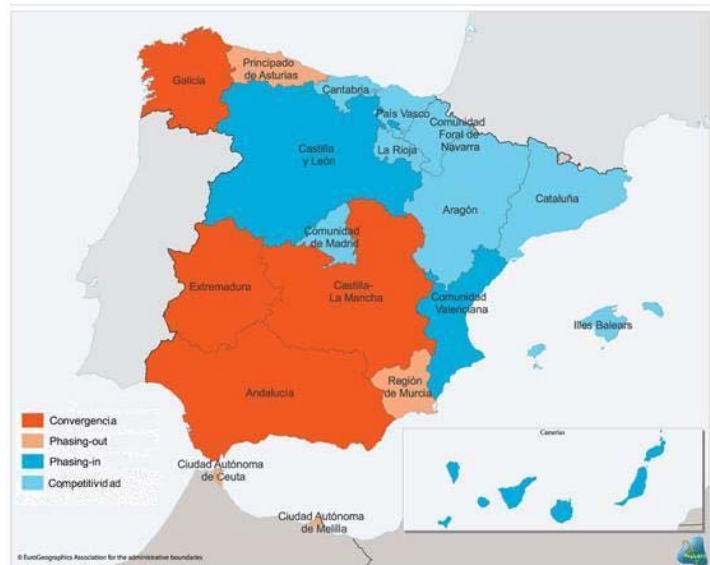 Galicia
Principado
de Asturias
Cantabria
País Vasco
Comunidad
Foral de
Navarra
La Rioja
Castilla
y León
Aragón
Cataluña
Comunidad
de Madrid
Extremadura
Castilla-
La Mancha
Comunidad
Valenciana
Illes Balears
Andalucía
Región
de Murcia
Convergencia
Phasing-out
Phasing-in
Competitividad
Ciudad Autónoma
de Ceuta
Ciudad Autónoma
de Melilla
Canarias
© EuroGeographics Association for the administrative boundaries